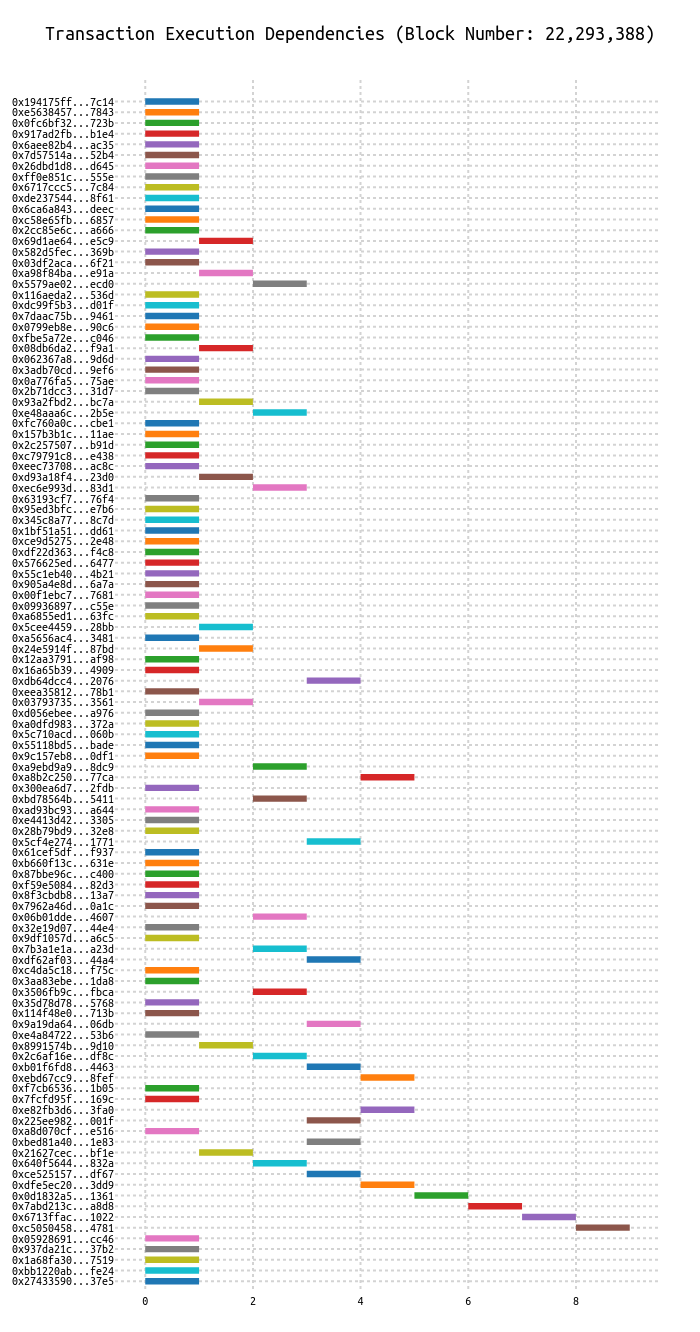 Transaction Execution Dependencies (Block Number: 22,293,388)
0x194175ff...7c14
0xe5638457...7843
0x0fc6bf32...723b
0x917ad2fb...b1e4
0x6aee82b4...ac35
0x7d57514a...52b4
0x26dbd1d8...d645
0xff0e851c...555e
0x6717ccc5...7c84
0xde237544...8f61
0x6ca6a843...deec
0xc58e65fb...6857
0x2cc85e6c...a666
0x69d1ae64...e5c9
0x582d5fec...369b
0x03df2aca...6f21
0xa98f84ba...e91a
0x5579ae02...ecd0
0x116aeda2...536d
0xdc99f5b3...d01f
0x7daac75b...9461
0x0799eb8e...90c6
0xfbe5a72e...c046
0x08db6da2...f9a1
0x062367a8...9d6d
0x3adb70cd...9ef6
0x0a776fa5...75ae
0x2b71dcc3...31d7
0x93a2fbd2...bc7a
0xe48aaa6c...2b5e
0xfc760a0c...cbe1
0x157b3b1c...11ae
0x2c257507...b91d
0xc79791c8...e438
0xeec73708...ac8c
0xd93a18f4...23d0
0xec6e993d...83d1
0x63193cf7...76f4
0x95ed3bfc...e7b6
0x345c8a77...8c7d
0x1bf51a51...dd61
0xce9d5275...2e48
0xdf22d363...f4c8
0x576625ed...6477
0x55c1eb40...4b21
0x905a4e8d...6a7a
0x00f1ebc7...7681
0x09936897...c55e
0xa6855ed1...63fc
0x5cee4459...28bb
0xa5656ac4...3481
0x24e5914f...87bd
0x12aa3791...af98
0x16a65b39...4909
0xdb64dcc4...2076
0xeea35812...78b1
0x03793735...3561
0xd056ebee...a976
0xa0dfd983...372a
0x5c710acd...060b
0x55118bd5...bade
0x9c157eb8...0df1
0xa9ebd9a9...8dc9
0xa8b2c250...77ca
0x300ea6d7...2fdb
0xbd78564b...5411
0xad93bc93...a644
0xe4413d42...3305
0x28b79bd9...32e8
0x5cf4e274...1771
0x61cef5df...f937
0xb660f13c...631e
0x87bbe96c...c400
0xf59e5084...82d3
0x8f3cbdb8...13a7
0x7962a46d...0a1c
0x06b01dde...4607
0x32e19d07...44e4
0x9df1057d...a6c5
0x7b3a1e1a...a23d
0xdf62af03...44a4
0xc4da5c18...f75c
0x3aa83ebe...1da8
0x3506fb9c...fbca
0x35d78d78...5768
0x114f48e0...713b
0x9a19da64...06db
0xe4a84722...53b6
0x8991574b...9d10
0x2c6af16e...df8c
0xb01f6fd8...4463
0xebd67cc9...8fef
0xf7cb6536...1b05
0x7fcfd95f...169c
0xe82fb3d6...3fa0
0x225ee982...001f
0xa8d070cf...e516
0xbed81a40...1e83
0x21627cec...bf1e
0x640f5644...832a
0xce525157...df67
0xdfe5ec20...3dd9
0x0d1832a5...1361
0x7abd213c...a8d8
0x6713ffac...1022
0xc5050458...4781
0x05928691...cc46
0x937da21c...37b2
0x1a68fa30...7519
0xbb1220ab...fe24
0x27433590...37e5
0 2 4 6 8